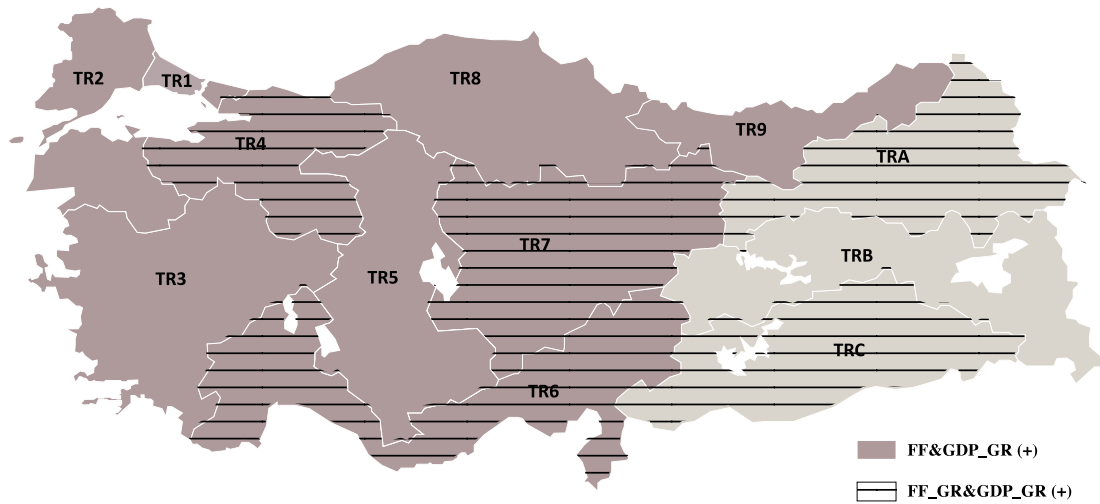 TR2
TR1
TR8
TR9
TR4
TRA
TR7
TRB
TR3
TR5
TRC
TR6
FF&GDP_GR (+)
FF_GR&GDP_GR (+)